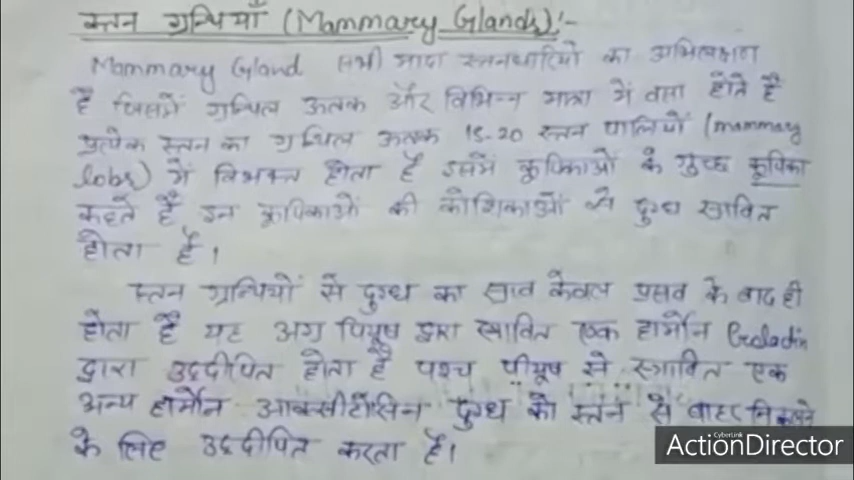 स्तन ग्रन्थियाँ (Mammary Glands):-
Mammary Gland सभी मादा स्तनधारियों का अभिलक्षण
है जिसमें ग्रन्थिल ऊतक और विभिन्न मात्रा में वसा होते हैं
प्रत्येक स्तन का ग्रन्थिल ऊतक 15-20 स्तन पालियों (mammary
lobs) में विभक्त होता है इसमें कूपिकाओं के गुच्छ कूपिका
कहते हैं इन कूपिकाओं की कोशिकाओं से दुग्ध स्त्रावित
होता है।
स्तन ग्रन्थियों से दुग्ध का स्त्राव केवल प्रसव के बाद ही
होता है यह अग्र पियूष द्वारा स्त्रावित एक हार्मोन
द्वारा उद्दीपित होता है पश्च पीयूष से स्त्रावित एक
अन्य हार्मोन आक्सीटोसिन दुग्ध को स्तन से बाहर निकलने
के लिए उद्दीपित करता है।
CyberLink
ActionDirector